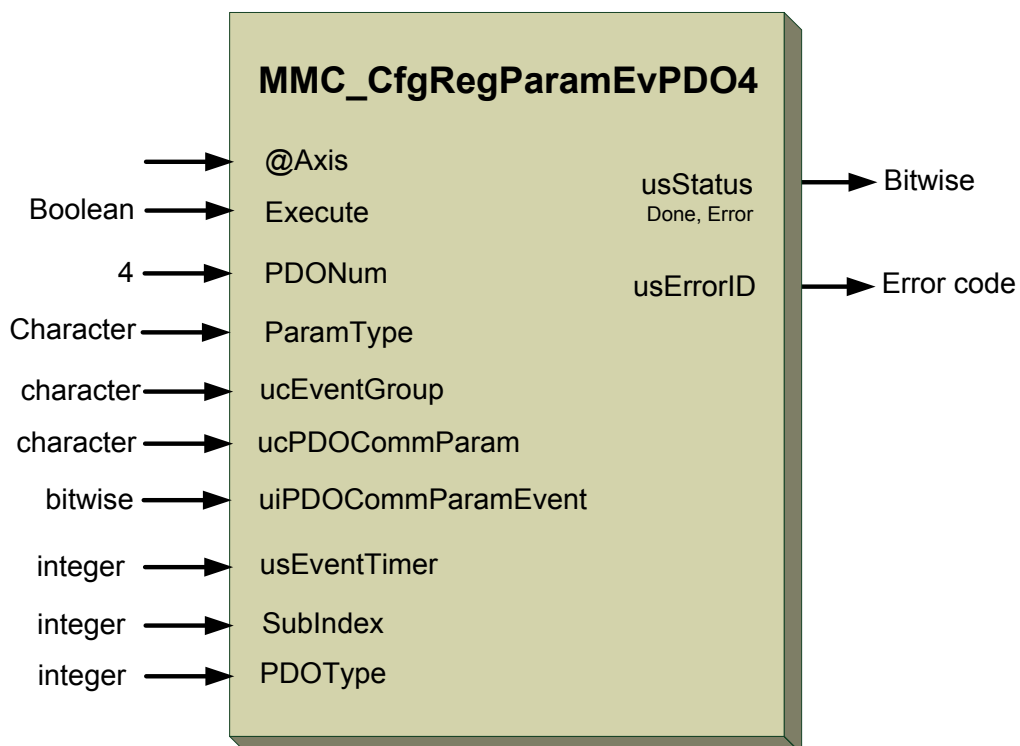 MMC_CfgRegParamEvPDO4
@Axis
usStatus
Bitwise
Done, Error
Boolean
Execute
4
PDONum
usErrorID
Error code
Character
ParamType
character
ucEventGroup
character
ucPDOCommParam
bitwise
uiPDOCommParamEvent
integer
usEventTimer
integer
SubIndex
integer
PDOType